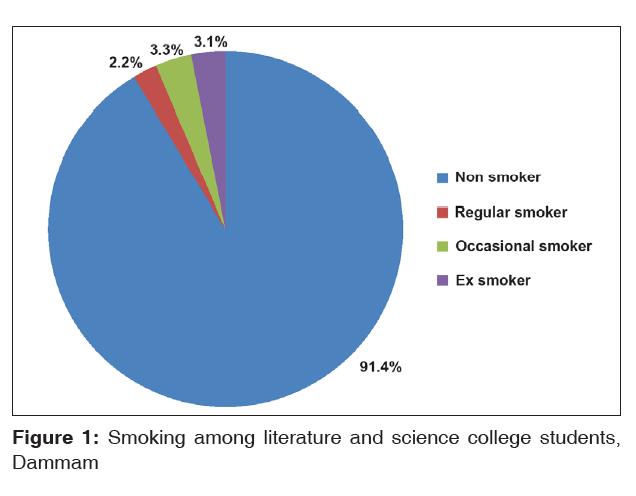 3.1%
3.3%
2.2%
Non smoker
Regular smoker
Occasional smoker
Ex smoker
91.4%
Figure 1: Smoking among literature and science college students,
Dammam